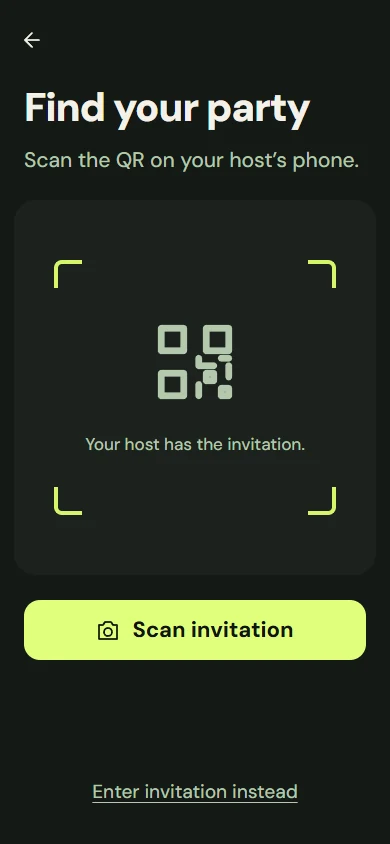 Find your party
Scan the QR on your host’s phone.
Your host has the invitation.
Scan invitation
Enter invitation instead